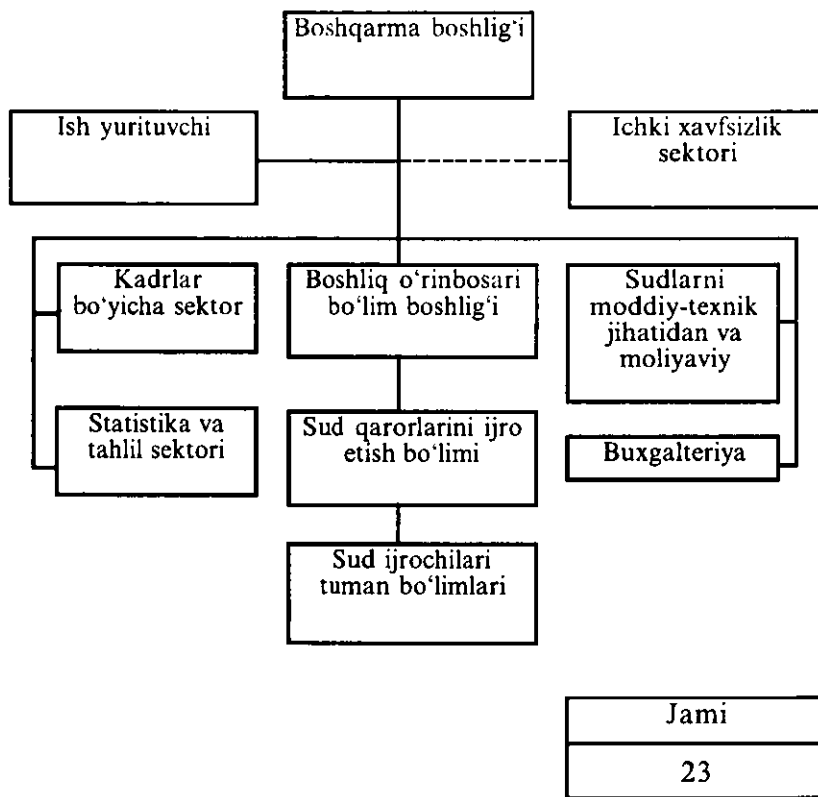 Boshqarma boshlig‘i
Ish yurituvchi
Ichki xavfsizlik
sektori
Kadrlar
bo‘yicha sektor
Boshliq o‘rinbosari
bo‘lim boshlig‘i
Sudlarni
moddiy-texnik
jihatidan va
moliyaviy
Statistika va
tahlil sektori
Sud qarorlarini ijro
etish bo‘limi
Buxgalteriya
Sud ijrochilari
tuman bo‘limlari
Jami
23